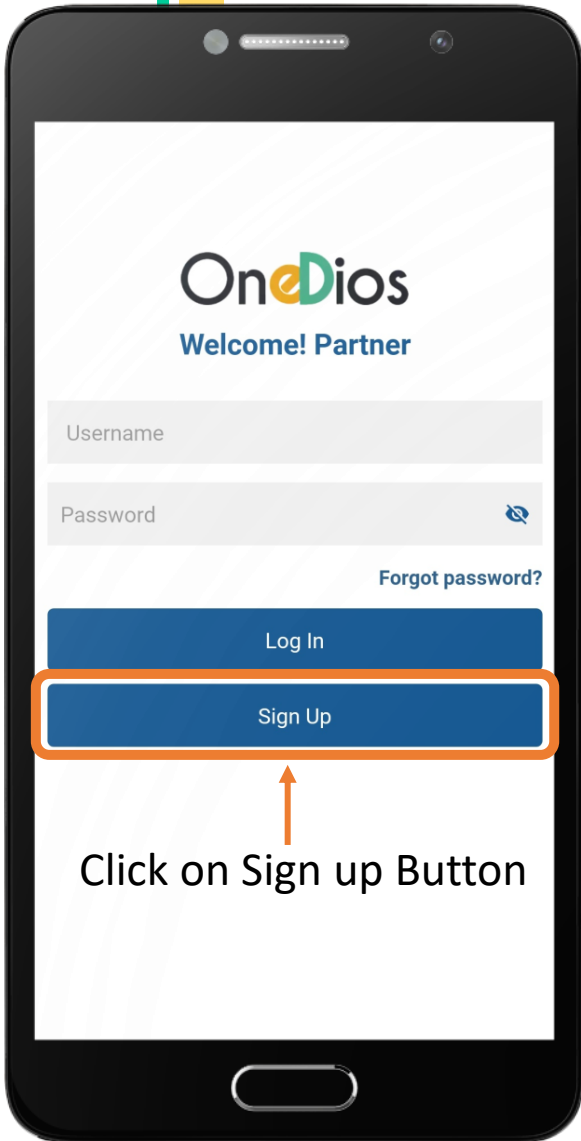 OneDios
Welcome! Partner
Username
Password
Forgot password?
Log In
Sign Up
Click on Sign up Button